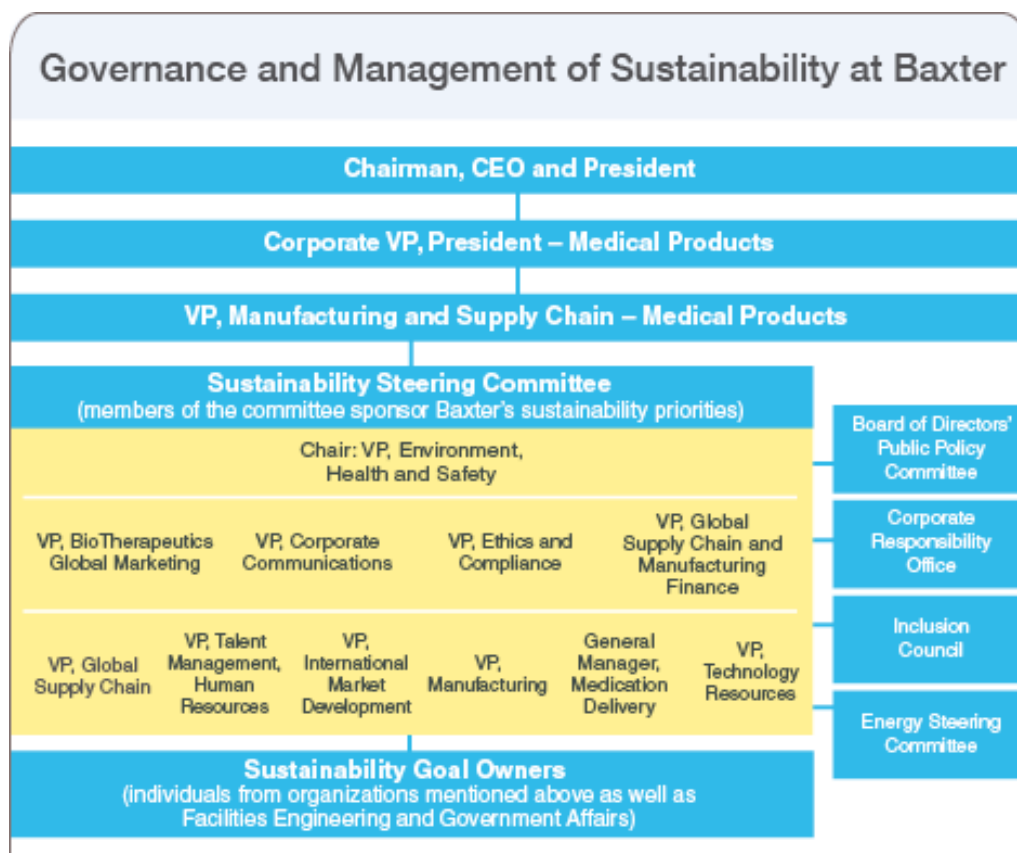 Governance and Management of Sustainability at Baxter
Chairman, CEO and President
Corporate VP, President – Medical Products
VP, Manufacturing and Supply Chain – Medical Products
Sustainability Steering Committee
(members of the committee sponsor Baxter's sustainability priorities)
Chair: VP, Environment,
Health and Safety
VP, BioTherapeutics
Global Marketing
VP, Corporate
Communications
VP, Ethics and
Compliance
VP, Global
Supply Chain and
Manufacturing
Finance
VP, Global
Supply Chain
VP, Talent
Management,
Human
Resources
VP,
International
Market
Development
VP,
Manufacturing
General
Manager,
Medication
Delivery
VP,
Technology
Resources
Board of Directors'
Public Policy
Committee
Corporate
Responsibility
Office
Inclusion
Council
Energy Steering
Committee
Sustainability Goal Owners
(individuals from organizations mentioned above as well as
Facilities Engineering and Government Affairs)